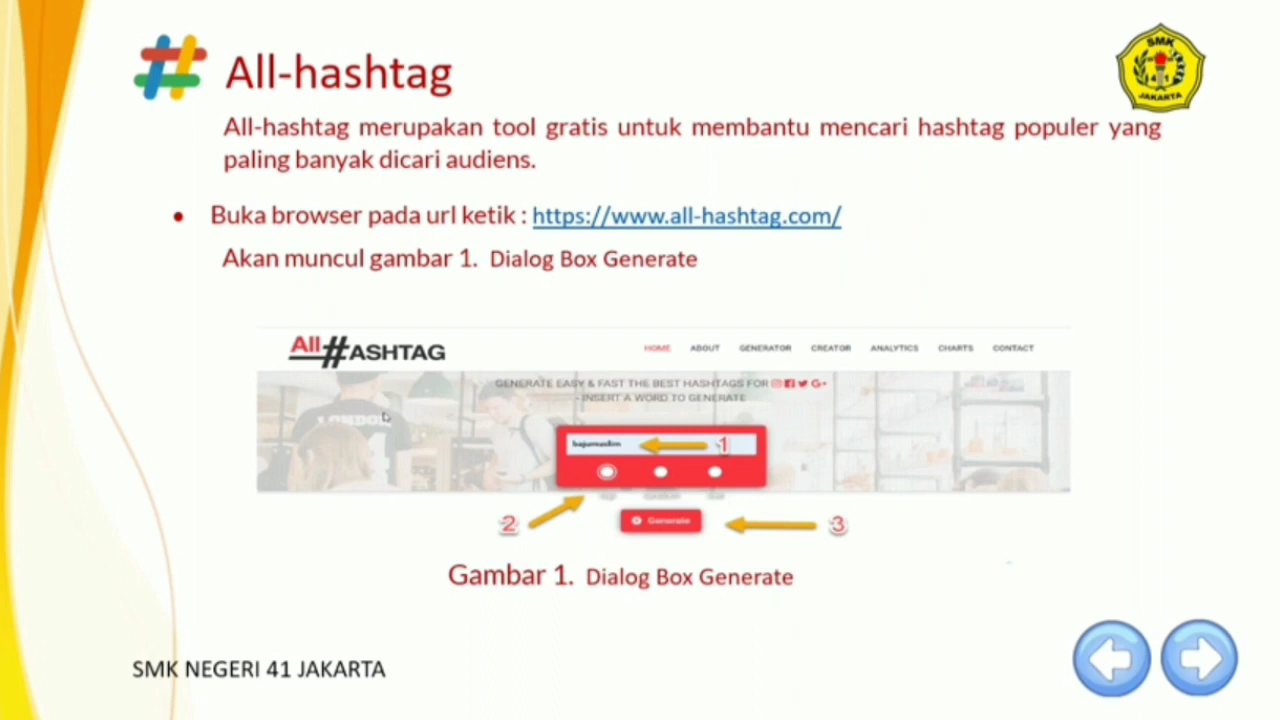 All-hashtag
SMK
JAKARTA
All-hashtag merupakan tool gratis untuk membantu mencari hashtag populer yang
paling banyak dicari audiens.
• Buka browser pada url ketik : https://www.all-hashtag.com/
Akan muncul gambar 1. Dialog Box Generate
All#ASHTAG
HOME ABOUT GENERATOR CREATOR ANALYTICS CHARTS CONTACT
GENERATE EASY & FAST THE BEST HASHTAGS FOR
- INSERT A WORD TO GENERATE
LONDON
bajumuslim
1
2
Generate
3
Gambar 1. Dialog Box Generate
SMK NEGERI 41 JAKARTA